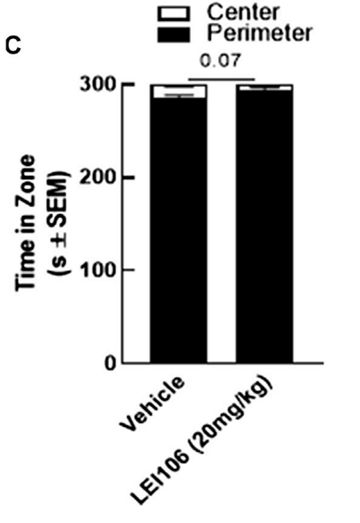 C
Center
Perimeter
0.07
300
200
100
0
Time in Zone
(s ± SEM)
Vehicle
LEI106 (20mg/kg)